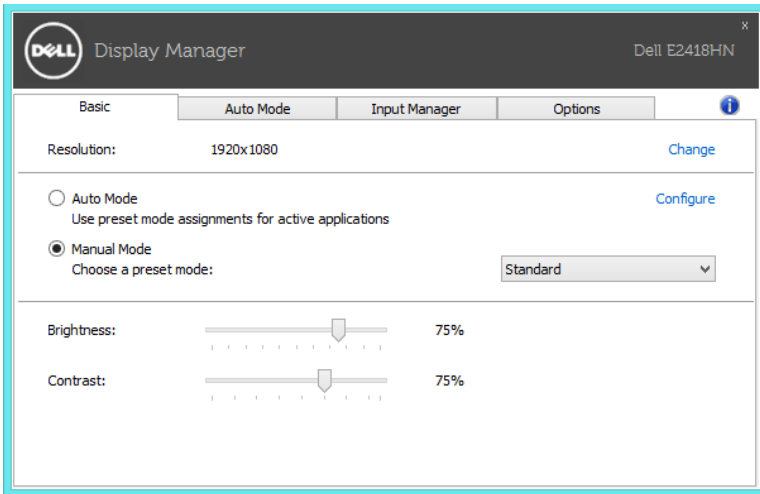 x
DELL Display Manager Dell E2418HN
Basic Auto Mode Input Manager Options i
Resolution: 1920x1080 Change
Auto Mode Configure
Use preset mode assignments for active applications
Manual Mode
Choose a preset mode: Standard
Brightness: 75%
Contrast: 75%